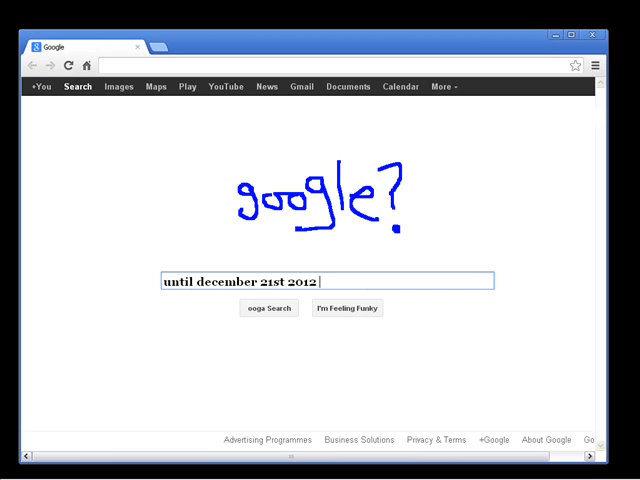 Google
+You Search Images Maps Play YouTube News Gmail Documents Calendar More
google?
until december 21st 2012
ooga Search I'm Feeling Funky
Advertising Programmes Business Solutions Privacy & Terms +Google About Google Go